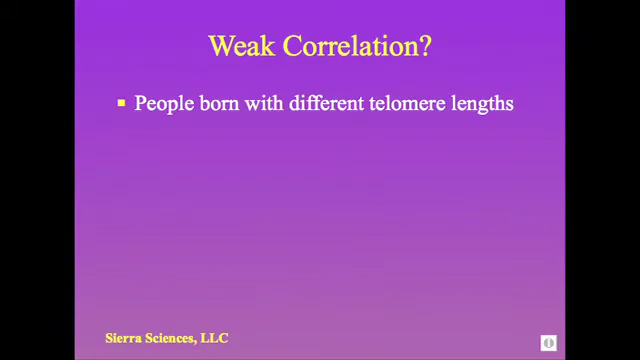 Weak Correlation?
People born with different telomere lengths
Sierra Sciences, LLC